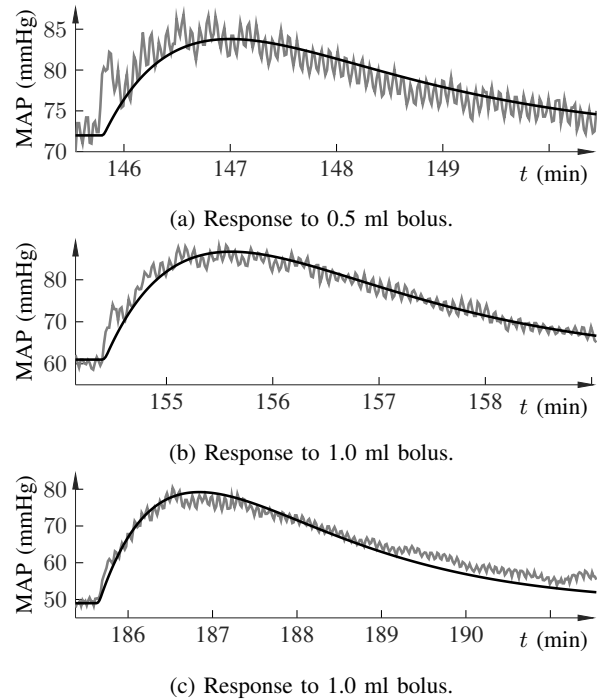 MAP (mmHg)
85
80
75
70
146 147 148 149 t (min)
(a) Response to 0.5 ml bolus.
MAP (mmHg)
80
70
60
155 156 157 158 t (min)
(b) Response to 1.0 ml bolus.
MAP (mmHg)
80
70
60
50
186 187 188 189 190 t (min)
(c) Response to 1.0 ml bolus.